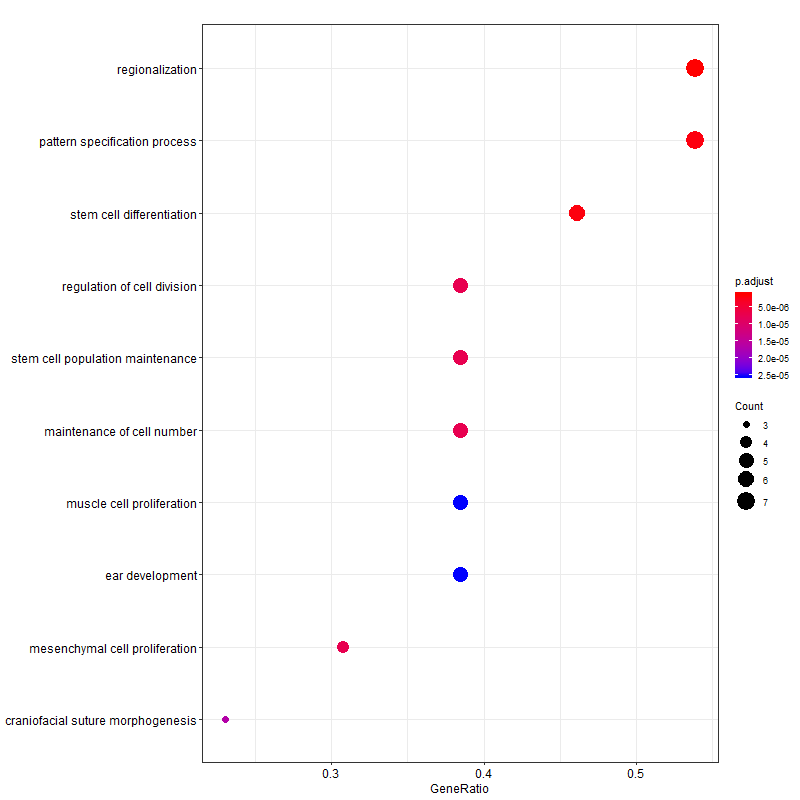 regionalization
pattern specification process
stem cell differentiation
regulation of cell division
stem cell population maintenance
maintenance of cell number
muscle cell proliferation
ear development
mesenchymal cell proliferation
craniofacial suture morphogenesis
0.3 0.4 0.5
GeneRatio
p.adjust
5.0e-06
1.0e-05
1.5e-05
2.0e-05
2.5e-05
Count
3
4
5
6
7